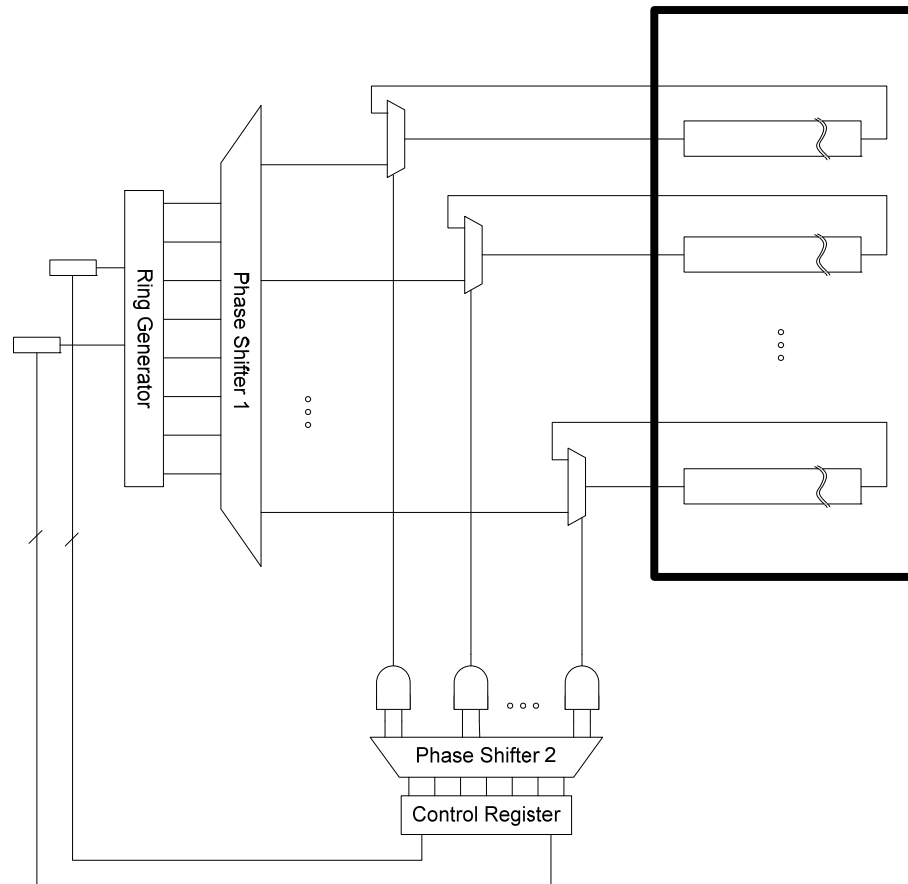 Ring Generator
Phase Shifter 1
Phase Shifter 2
Control Register